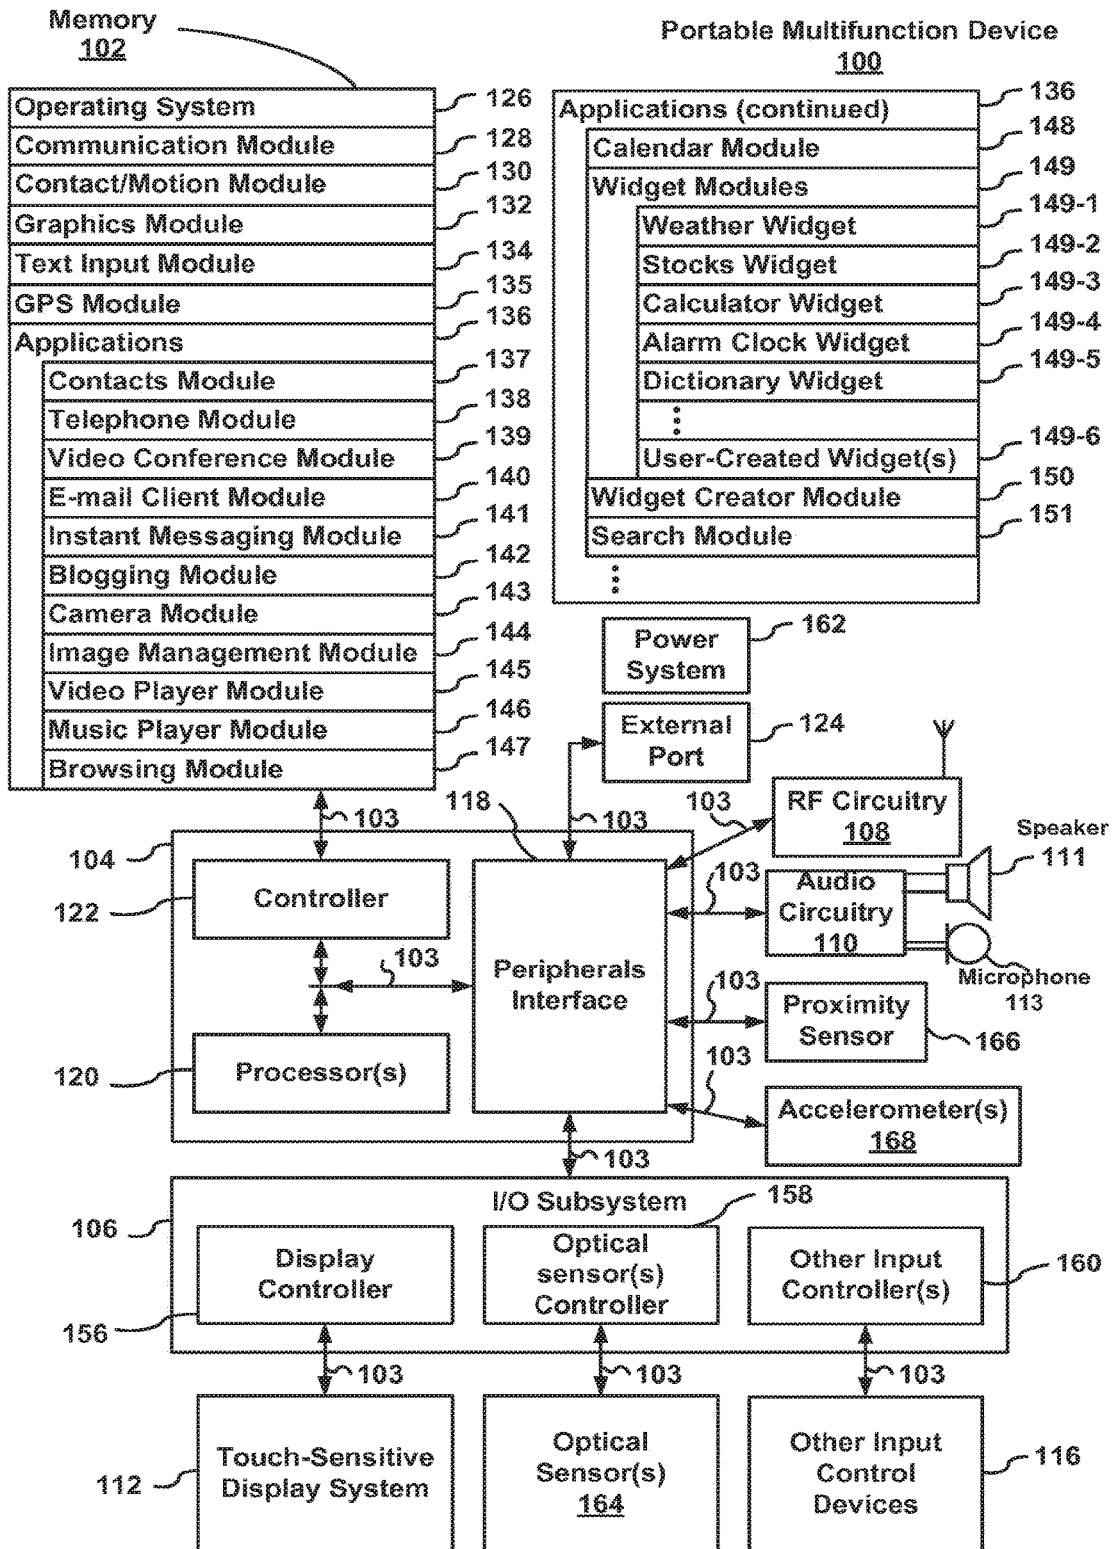 Memory
102
Portable Multifunction Device
100
Operating System
126
Communication Module
128
Contact/Motion Module
130
Graphics Module
132
Text Input Module
134
GPS Module
135
Applications
136
Contacts Module
137
Telephone Module
138
Video Conference Module
139
E-mail Client Module
140
Instant Messaging Module
141
Blogging Module
142
Camera Module
143
Image Management Module
144
Video Player Module
145
Music Player Module
146
Browsing Module
147
Applications (continued)
136
Calendar Module
148
Widget Modules
149
Weather Widget
149-1
Stocks Widget
149-2
Calculator Widget
149-3
Alarm Clock Widget
149-4
Dictionary Widget
149-5
User-Created Widget(s)
149-6
Widget Creator Module
150
Search Module
151
Power
System
162
External
Port
124
103
118
103
103
RF Circuitry
108
Speaker
111
104
122
Controller
103
Audio
Circuitry
110
103
Peripherals
Interface
Microphone
113
103
Proximity
Sensor
166
120
Processor(s)
103
Accelerometer(s)
168
103
I/O Subsystem
158
106
Display
Controller
Optical
sensor(s)
Controller
Other Input
Controller(s)
160
156
103
103
103
112
Touch-Sensitive
Display System
Optical
Sensor(s)
164
Other Input
Control
Devices
116